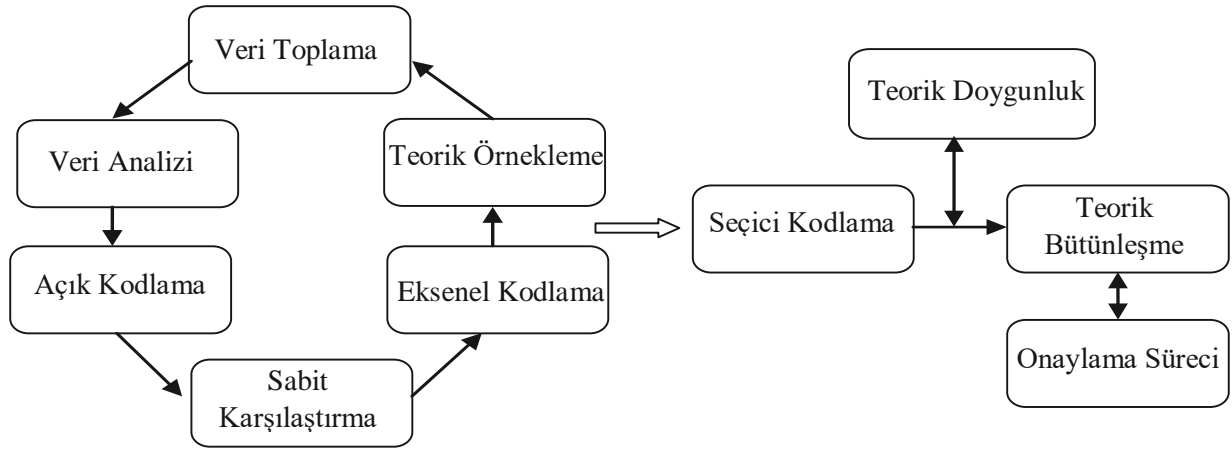 Veri Toplama
Veri Analizi
Açık Kodlama
Sabit
Karşılaştırma
Eksenel Kodlama
Teorik Örnekleme
Seçici Kodlama
Teorik Doygunluk
Teorik
Bütünleşme
Onaylama Süreci